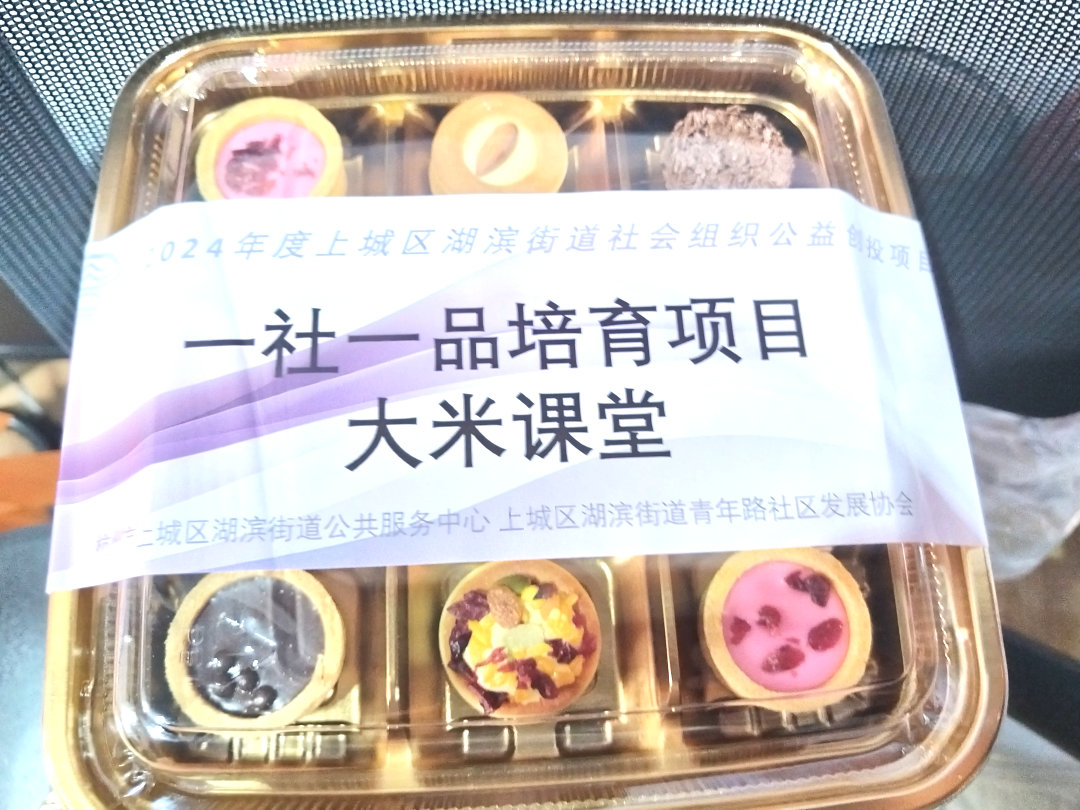 2024年度上城区湖滨街道社会组织公益创投项目
一社一品培育项目
大米课堂
上城区湖滨街道公共服务中心 上城区湖滨街道青年路社区发展协会